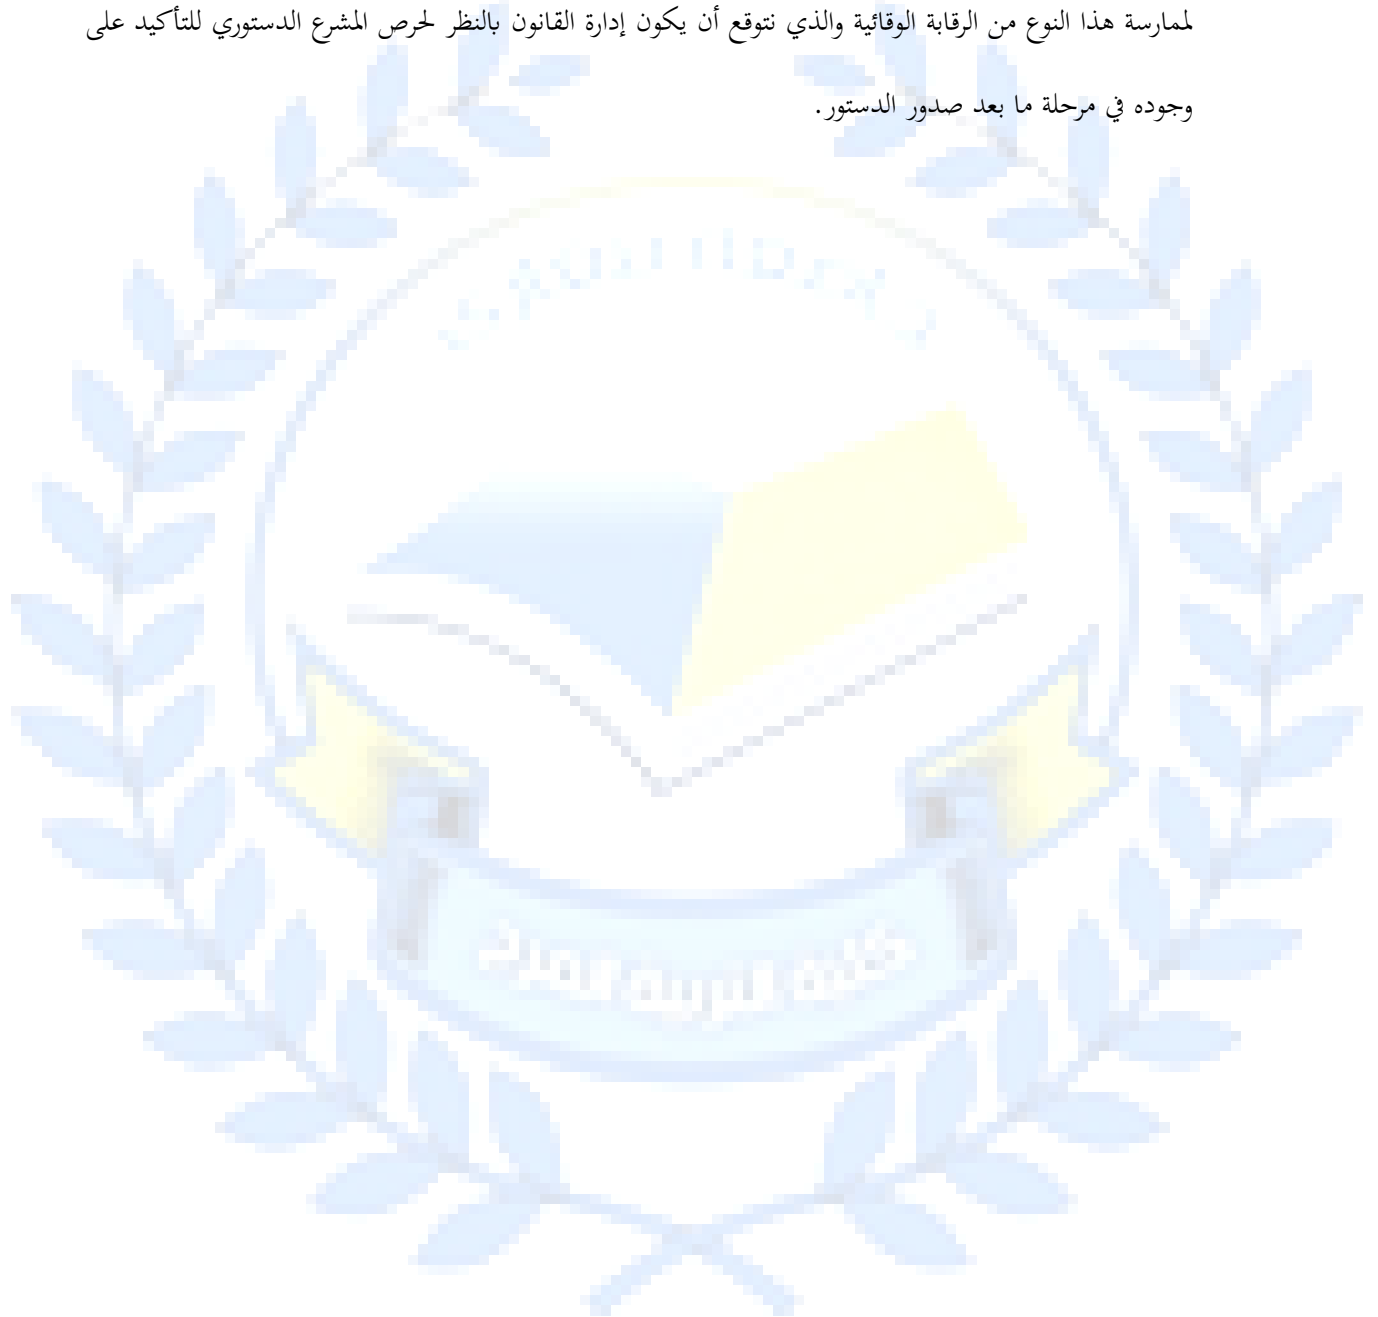 لممارسة هذا النوع من الرقابة الوقائية والذي نتوقع أن يكون إدارة القانون بالنظر لحرص المشرع الدستوري للتأكيد على
وجوده في مرحلة ما بعد صدور الدستور.